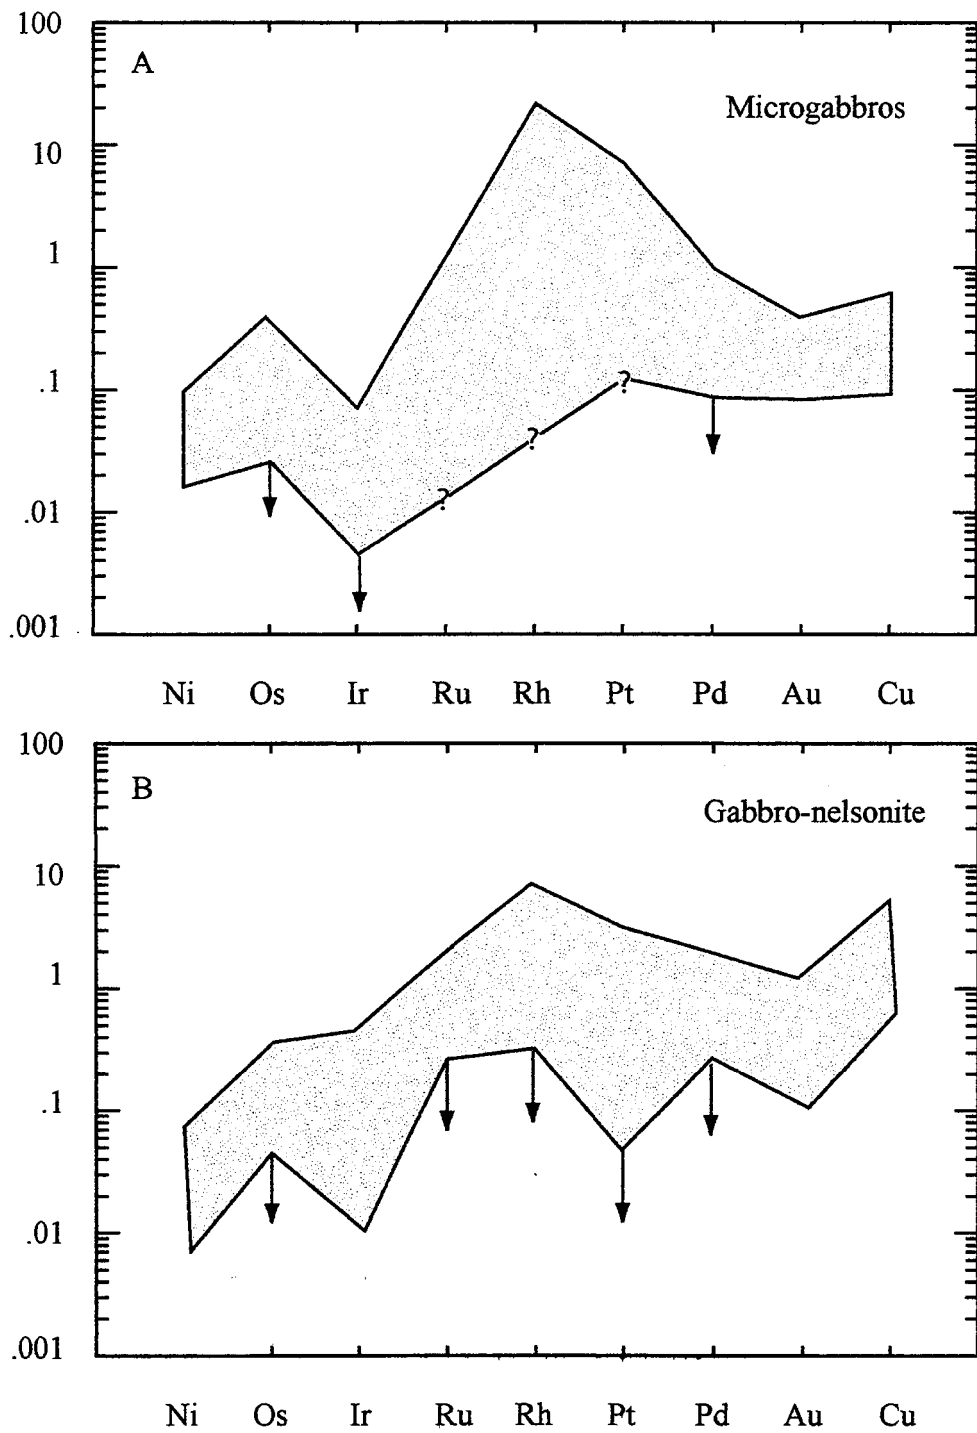 100
A
Microgabbros
10
1
.1
?
?
?
.01
.001
Ni Os Ir Ru Rh Pt Pd Au Cu
100
B
Gabbro-nelsonite
10
1
.1
.01
.001
Ni Os Ir Ru Rh Pt Pd Au Cu